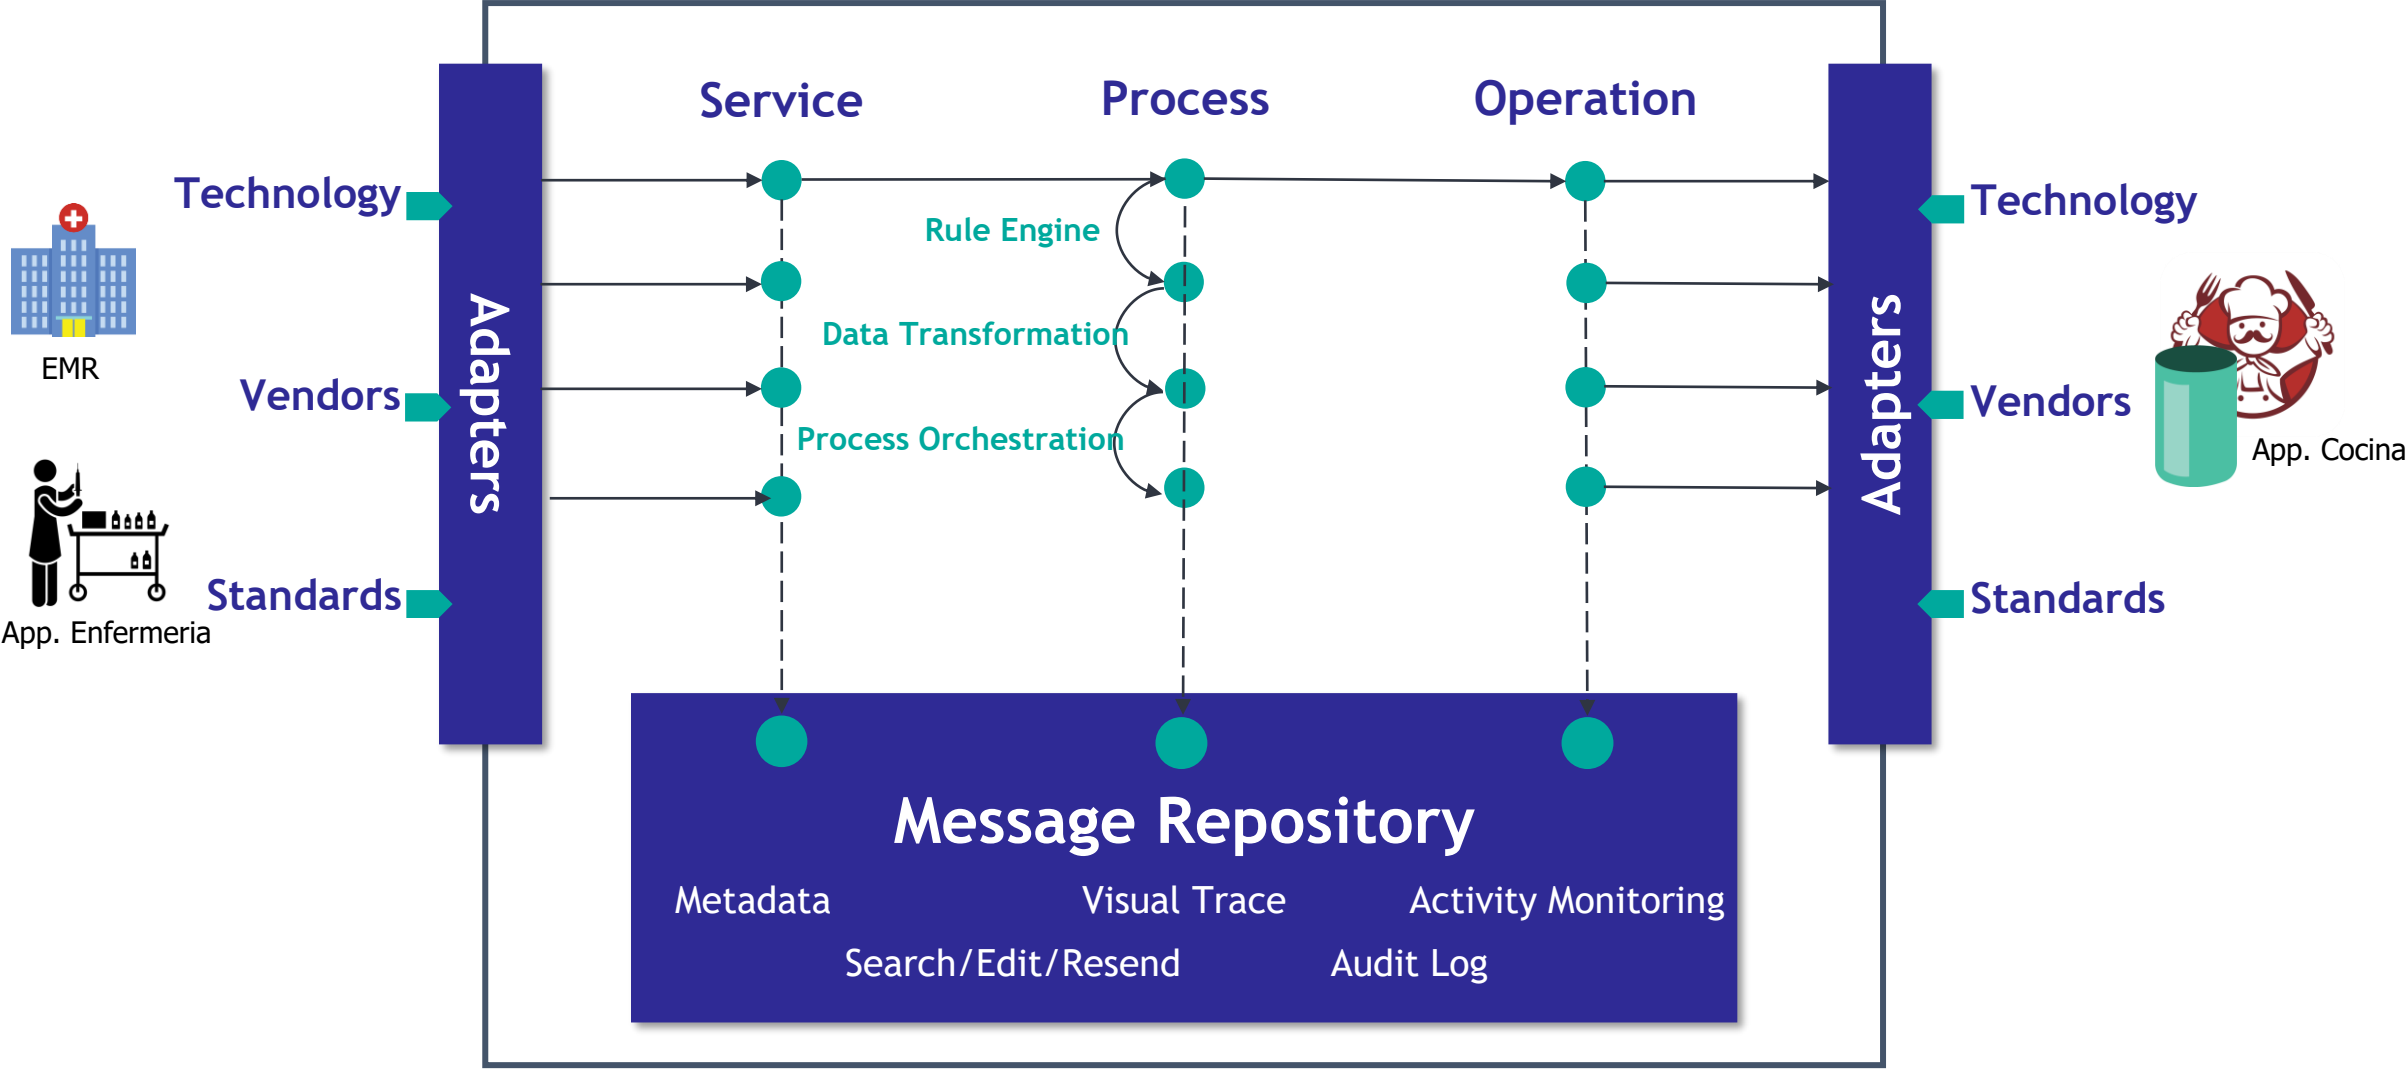 Service
Process
Operation
Technology
Technology
Rule Engine
Adapters
Adapters
Data Transformation
EMR
Vendors
Vendors
Process Orchestration
App. Cocina
Standards
Standards
App. Enfermeria
Message Repository
Metadata
Visual Trace
Activity Monitoring
Search/Edit/Resend
Audit Log